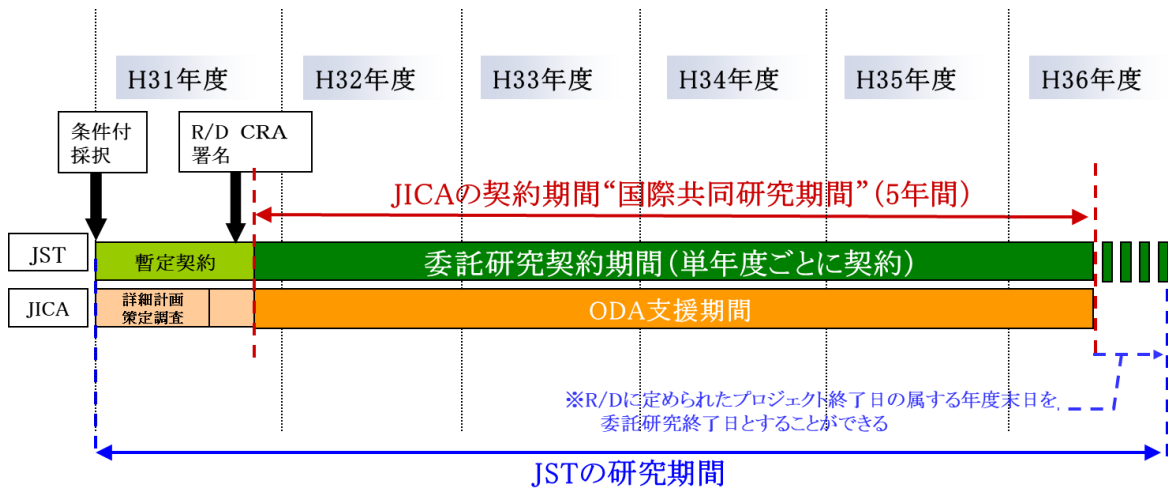 H31年度
H32年度
H33年度
H34年度
H35年度
H36年度
条件付
採択
R/D CRA
署名
JICAの契約期間“国際共同研究期間”(5年間)
JST
暫定契約
委託研究契約期間(単年度ごとに契約)
JICA
詳細計画
策定調査
ODA支援期間
※R/Dに定められたプロジェクト終了日の属する年度末日を
委託研究終了日とすることができる
JSTの研究期間